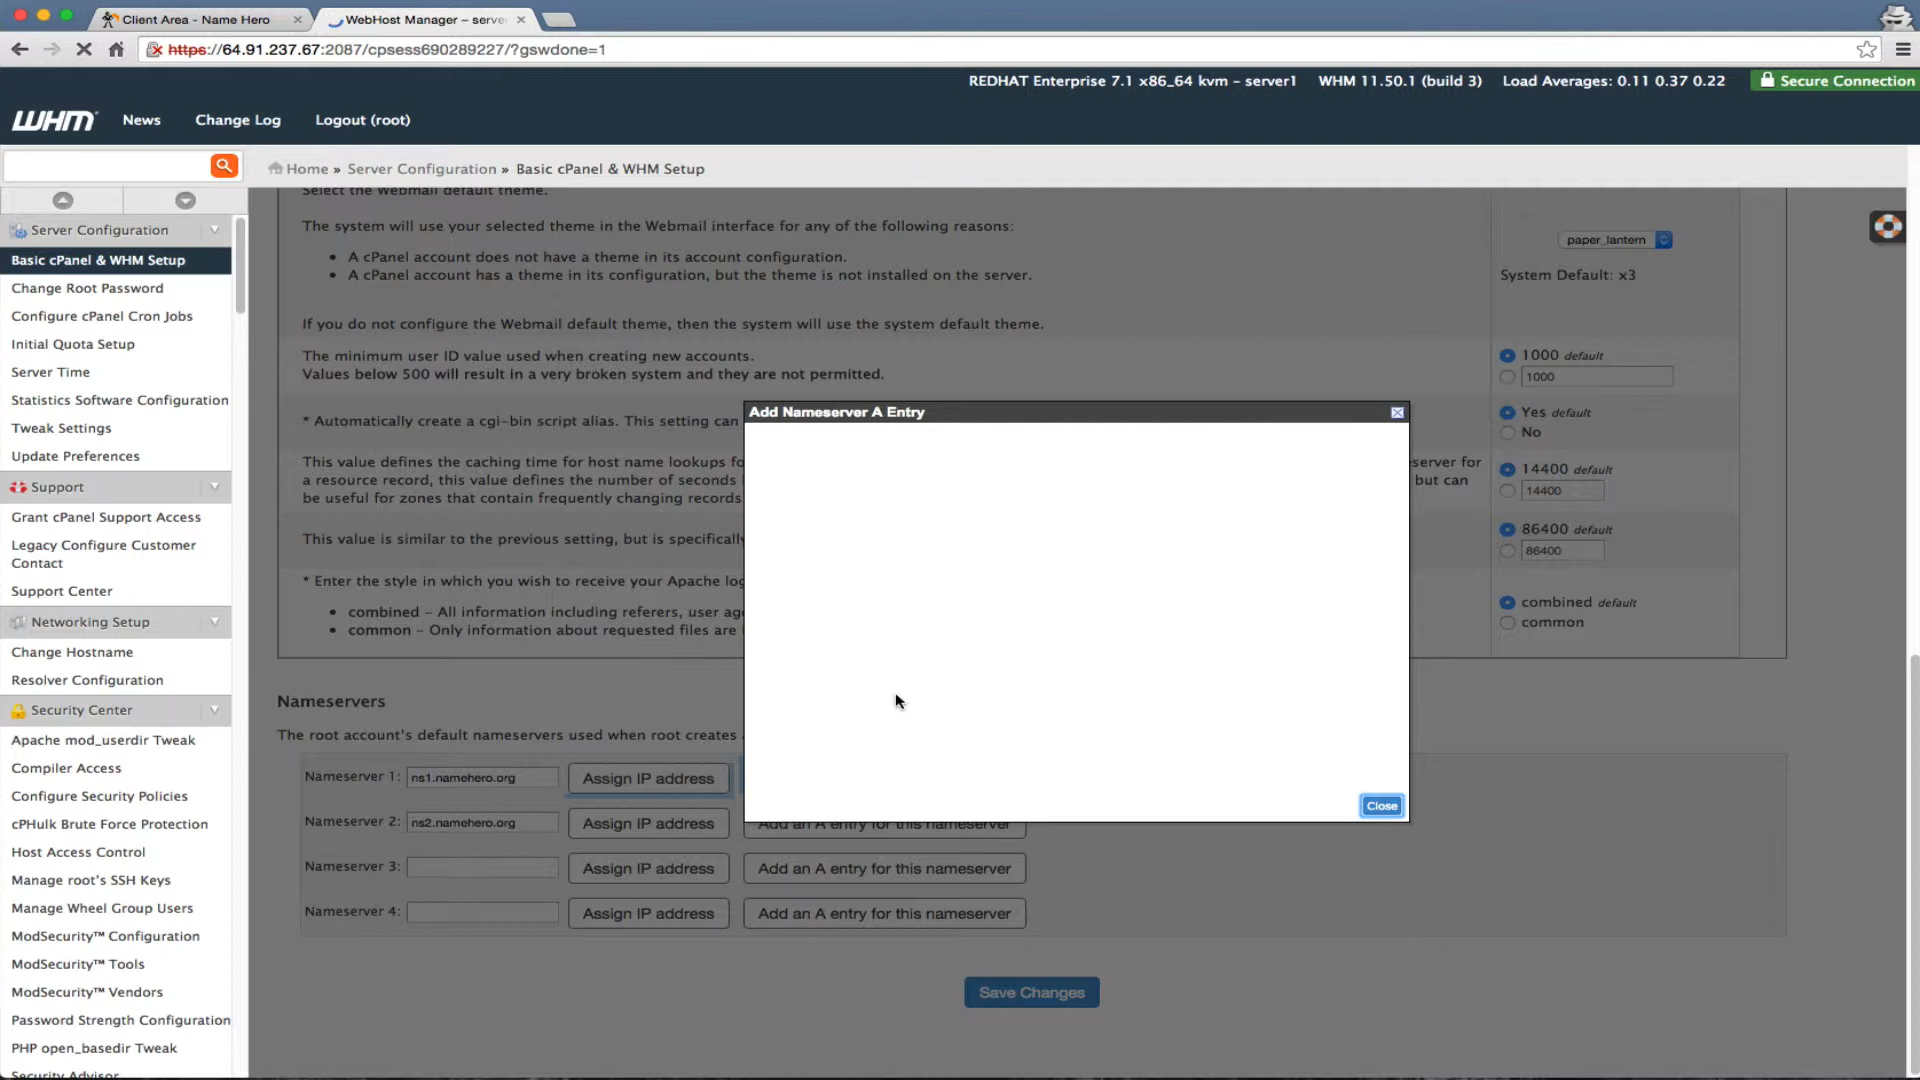 Client Area - Name Hero
WebHost Manager – serve
https://64.91.237.67:2087/cpsess690289227/?gswdone=1
REDHAT Enterprise 7.1 x86_64 kvm – server1 WHM 11.50.1 (build 3) Load Averages: 0.11 0.37 0.22 Secure Connection
WHM News Change Log Logout (root)
Home » Server Configuration » Basic cPanel & WHM Setup
Server Configuration
Basic cPanel & WHM Setup
Change Root Password
Configure cPanel Cron Jobs
Initial Quota Setup
Server Time
Statistics Software Configuration
Tweak Settings
Update Preferences
Support
Grant cPanel Support Access
Legacy Configure Customer
Contact
Support Center
Networking Setup
Change Hostname
Resolver Configuration
Security Center
Apache mod_userdir Tweak
Compiler Access
Configure Security Policies
cPHulk Brute Force Protection
Host Access Control
Manage root's SSH Keys
Manage Wheel Group Users
ModSecurity™ Configuration
ModSecurity™ Tools
ModSecurity™ Vendors
Password Strength Configuration
PHP open_basedir Tweak
Security Advisor
Select the Webmail default theme.
The system will use your selected theme in the Webmail interface for any of the following reasons:
• A cPanel account does not have a theme in its account configuration.
• A cPanel account has a theme in its configuration, but the theme is not installed on the server.
If you do not configure the Webmail default theme, then the system will use the system default theme.
paper_lantern
System Default: x3
The minimum user ID value used when creating new accounts.
Values below 500 will result in a very broken system and they are not permitted.
1000 default
1000
* Automatically create a cgi-bin script alias. This setting can
Yes default
No
This value defines the caching time for host name lookups fo
server for
a resource record, this value defines the number of seconds
but can
be useful for zones that contain frequently changing records
14400 default
14400
This value is similar to the previous setting, but is specifically
86400 default
86400
* Enter the style in which you wish to receive your Apache log
• combined – All information including referers, user ag
• common – Only information about requested files are
combined default
common
Add Nameserver A Entry
Close
Nameservers
The root account's default nameservers used when root creates
Nameserver 1: ns1.namehero.org Assign IP address
Nameserver 2: ns2.namehero.org Assign IP address Add an A entry for this nameserver
Nameserver 3: Assign IP address Add an A entry for this nameserver
Nameserver 4: Assign IP address Add an A entry for this nameserver
Save Changes